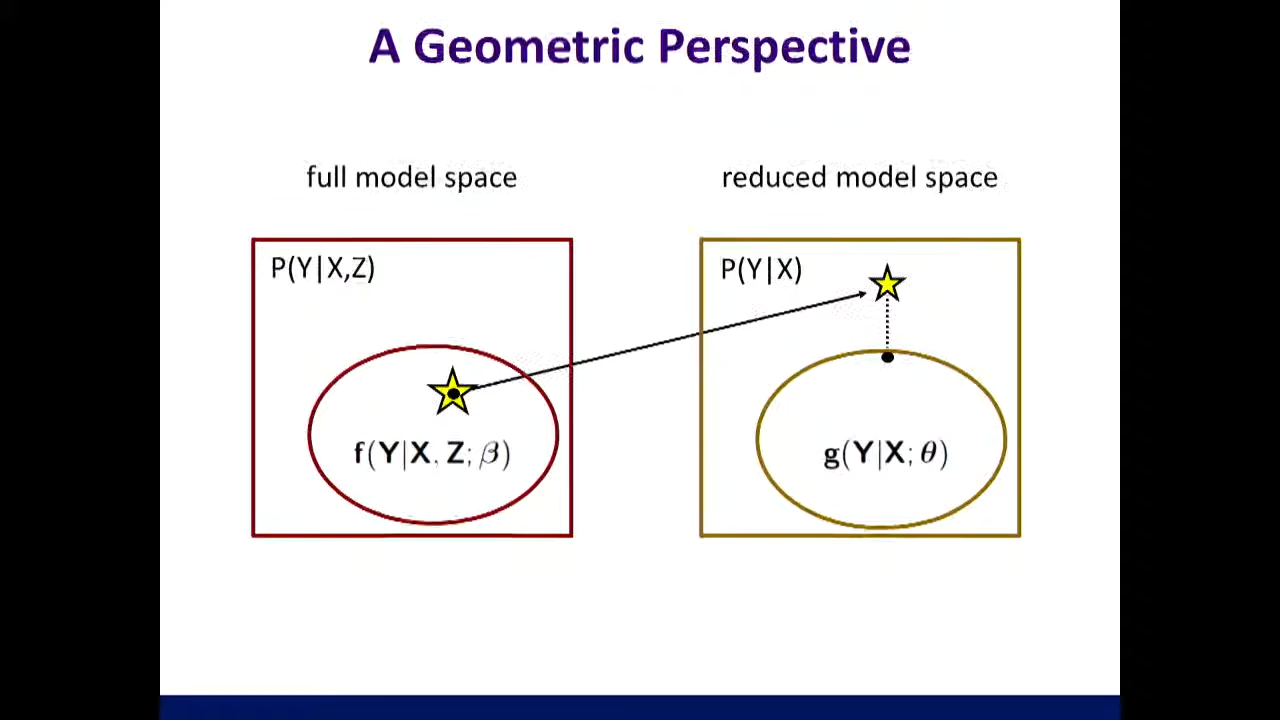 A Geometric Perspective
full model space
reduced model space
P(Y|X,Z)
P(Y|X)
f(Y|X, Z; β)
g(Y|X; θ)